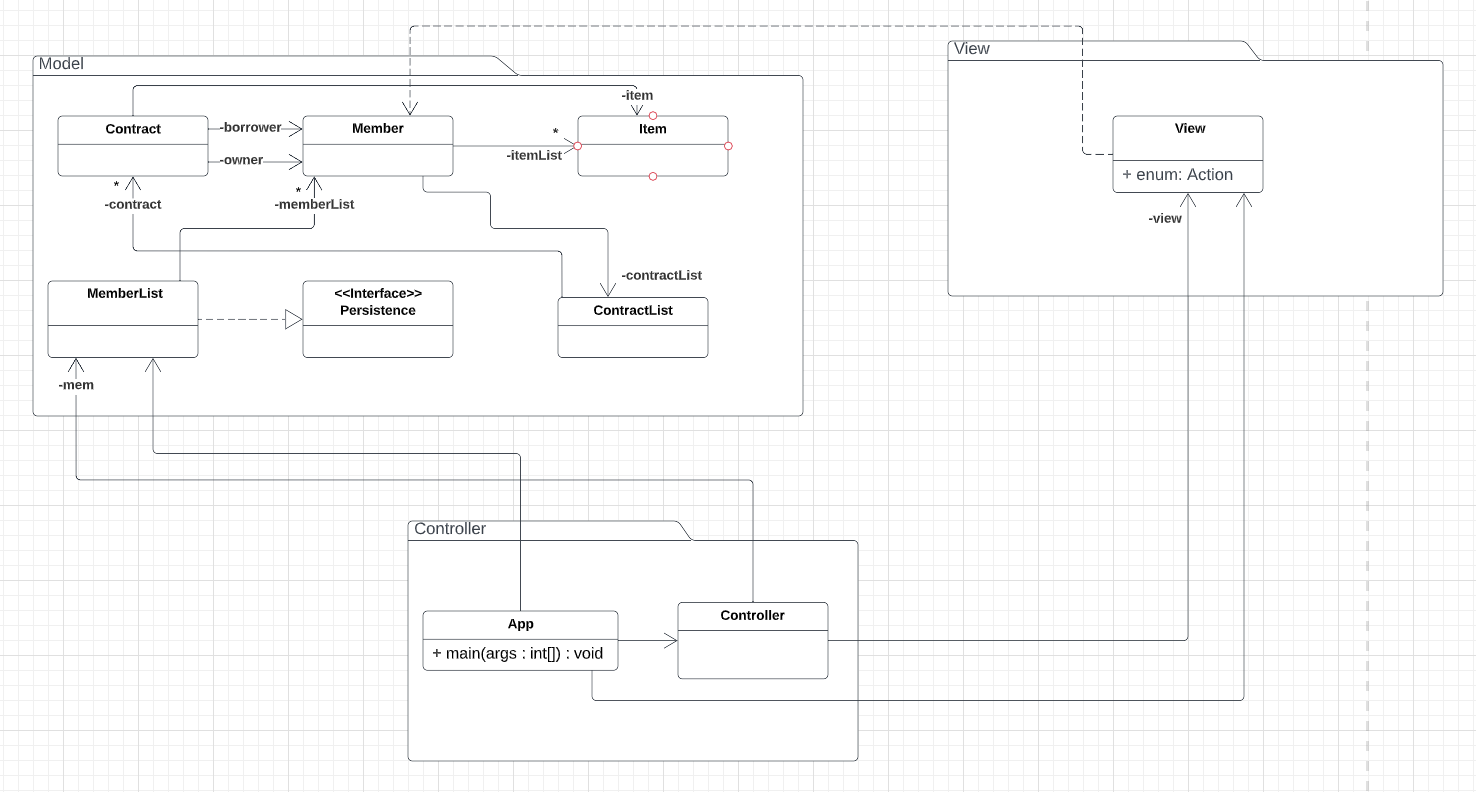 View
Model
-item
Contract
-borrower
Member
*
Item
View
-owner
-itemList
+ enum: Action
*
-contract
*
-memberList
-view
-contractList
MemberList
<<Interface>>
Persistence
ContractList
-mem
Controller
App
Controller
+ main(args : int[]) : void